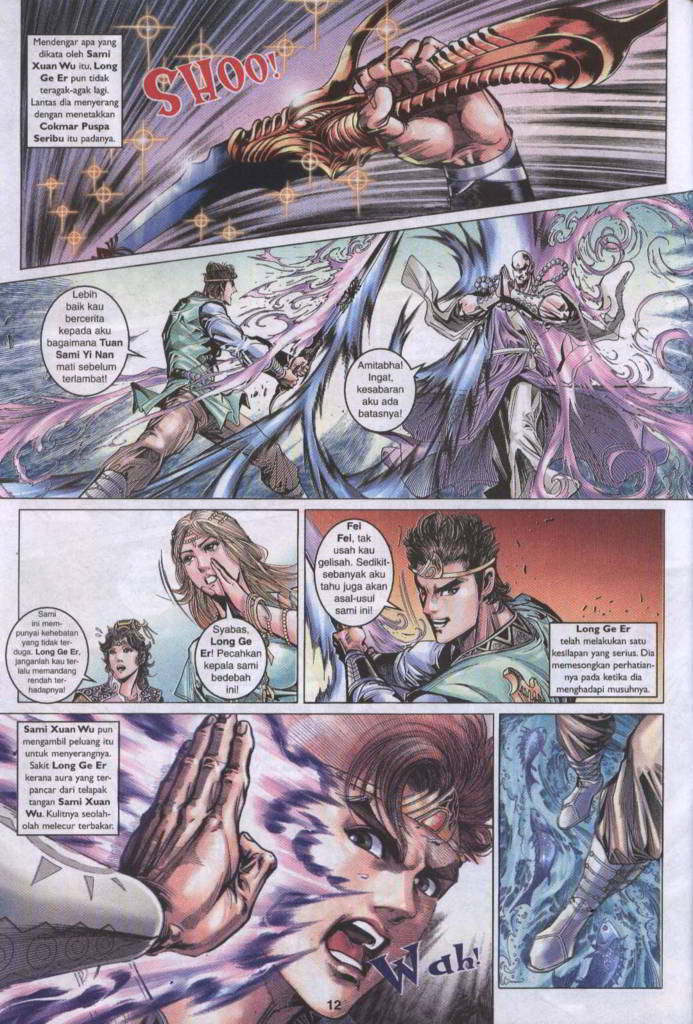 Mendengar apa yang
dikata oleh Sami
Xuan Wu itu, Long
Ge Er pun tidak
teragak-agak lagi.
Lantas dia menyerang
dengan menetakkan
Cokmar Puspa
Seribu itu padanya.
SHOO!
Lebih
baik kau
bercerita
kepada aku
bagaimana Tuan
Sami Yi Nan
mati sebelum
terlambat!
Amitabha!
Ingat,
kesabaran
aku ada
batasnya!
Sami
ini mem-
punyai kehebatan
yang tidak ter-
duga. Long Ge Er,
janganlah kau ter-
lalu memandang
rendah ter-
hadapnya!
Syabas,
Long Ge
Er! Pecahkan
kepala sami
bedebah
ini!
Fei
Fei, tak
usah kau
gelisah. Sedikit-
sebanyak aku
tahu juga akan
asal-usul
sami ini!
Long Ge Er
telah melakukan satu
kesilapan yang serius. Dia
memesongkan perhatian-
nya pada ketika dia
menghadapi musuhnya.
Sami Xuan Wu pun
mengambil peluang itu
untuk menyerangnya.
Sakit Long Ge Er
kerana aura yang ter-
pancar dari telapak
tangan Sami Xuan
Wu. Kulitnya seolah-
olah melecur terbakar.
Wah!
12